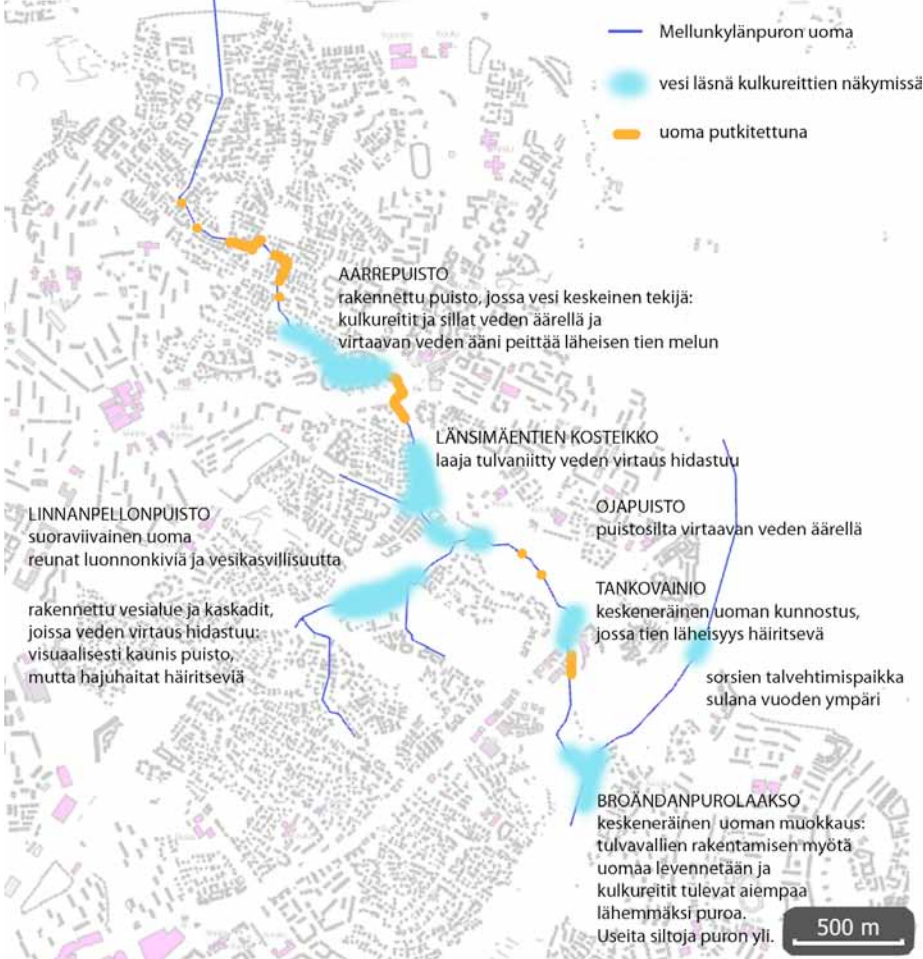 Mellunkylänpuron uoma
vesi läsnä kulkureittien näkymissä
uoma putkitettuna
AARREPUISTO
rakennettu puisto, jossa vesi keskeinen tekijä:
kulkureitit ja sillat veden äärellä ja
virtaavan veden ääni peittää läheisen tien melun
LÄNSIMÄENTIEN KOSTEIKKO
laaja tulvaniitty veden virtaus hidastuu
LINNANPELLONPUISTO
suoraviivainen uoma
reunat luonnonkiviä ja vesikasvillisuutta
rakennettu vesialue ja kaskadit,
joissa veden virtaus hidastuu:
visuaalisesti kaunis puisto,
mutta hajuhaitat häiritseviä
OJAPUISTO
puistosilta virtaavan veden äärellä
TANKOVAINIO
keskeneräinen uoman kunnostus,
jossa tien läheisyys häiritsevä
sorsien talvehtimispaikka
sulana vuoden ympäri
BROÄNDANPUROLAAKSO
keskeneräinen uoman muokkaus:
tulvavallien rakentamisen myötä
uomaa levennetään ja
kulkureitit tulevat aiempaa
lähemmäksi puroa.
Useita siltoja puron yli.
500 m